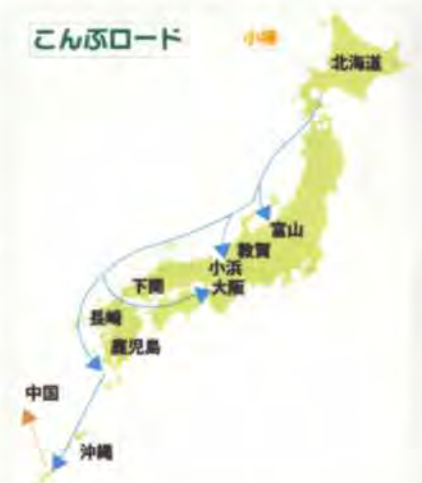 こんぶロード
小樽
北海道
富山
敦賀
小浜
下関
大阪
長崎
鹿児島
中国
沖縄